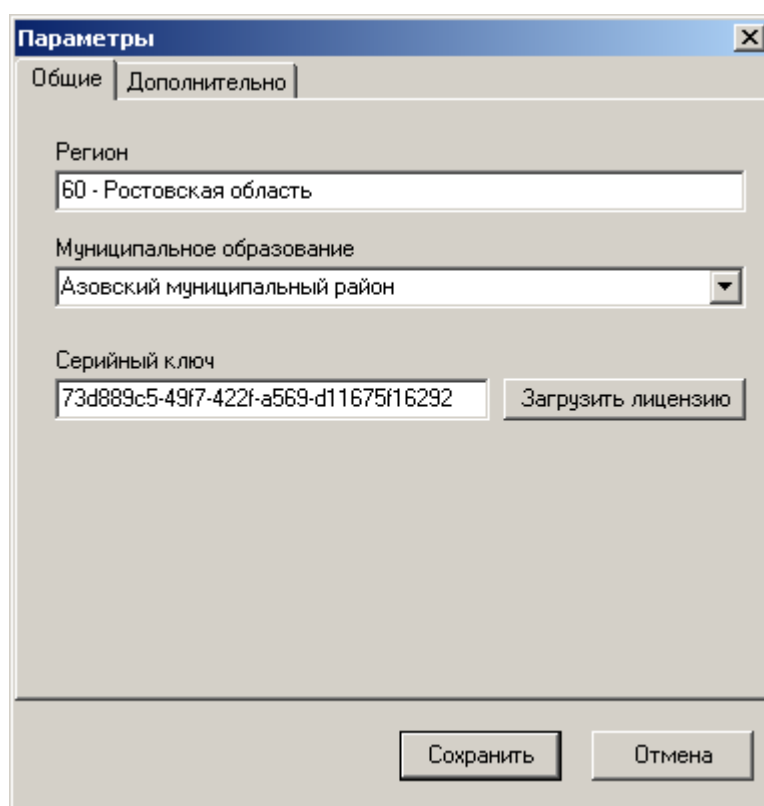 Параметры
Общие Дополнительно
Регион
60 - Ростовская область
Муниципальное образование
Азовский муниципальный район
Серийный ключ
73d889c5-49f7-422f-a569-d11675f16292 Загрузить лицензию
Сохранить Отмена